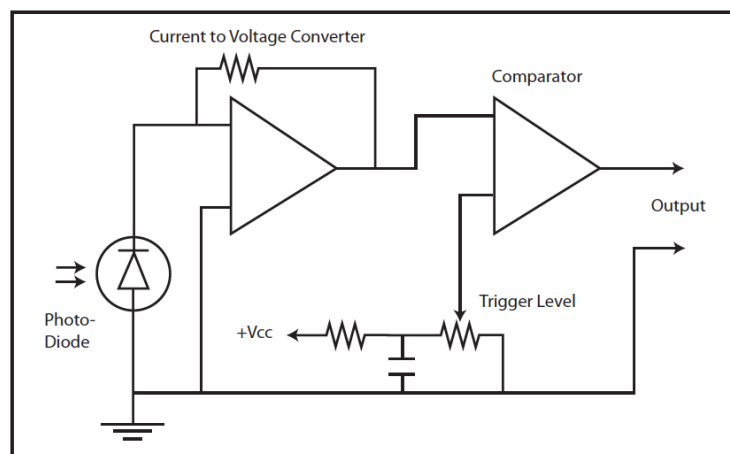 Current to Voltage Converter
Comparator
Output
Trigger Level
+Vcc
Photo-
Diode